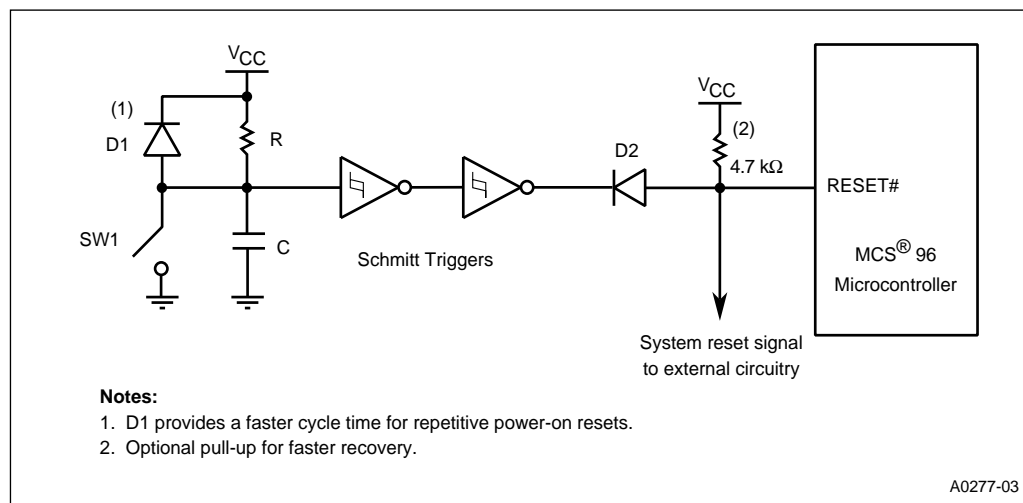 VCC
(1)
D1
R
SW1
C
Schmitt Triggers
D2
VCC
(2)
4.7 kΩ
RESET#
MCS® 96
Microcontroller
System reset signal
to external circuitry
Notes:
1. D1 provides a faster cycle time for repetitive power-on resets.
2. Optional pull-up for faster recovery.
A0277-03